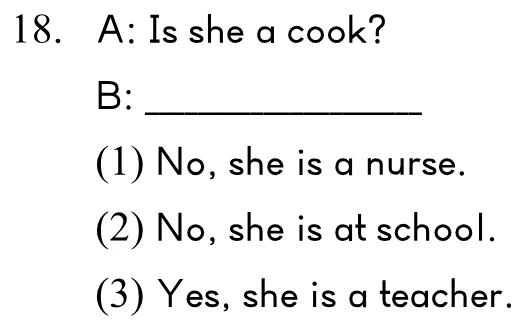 18. A: Is she a cook?
B: ____________________
(1) No, she is a nurse.
(2) No, she is at school.
(3) Yes, she is a teacher.